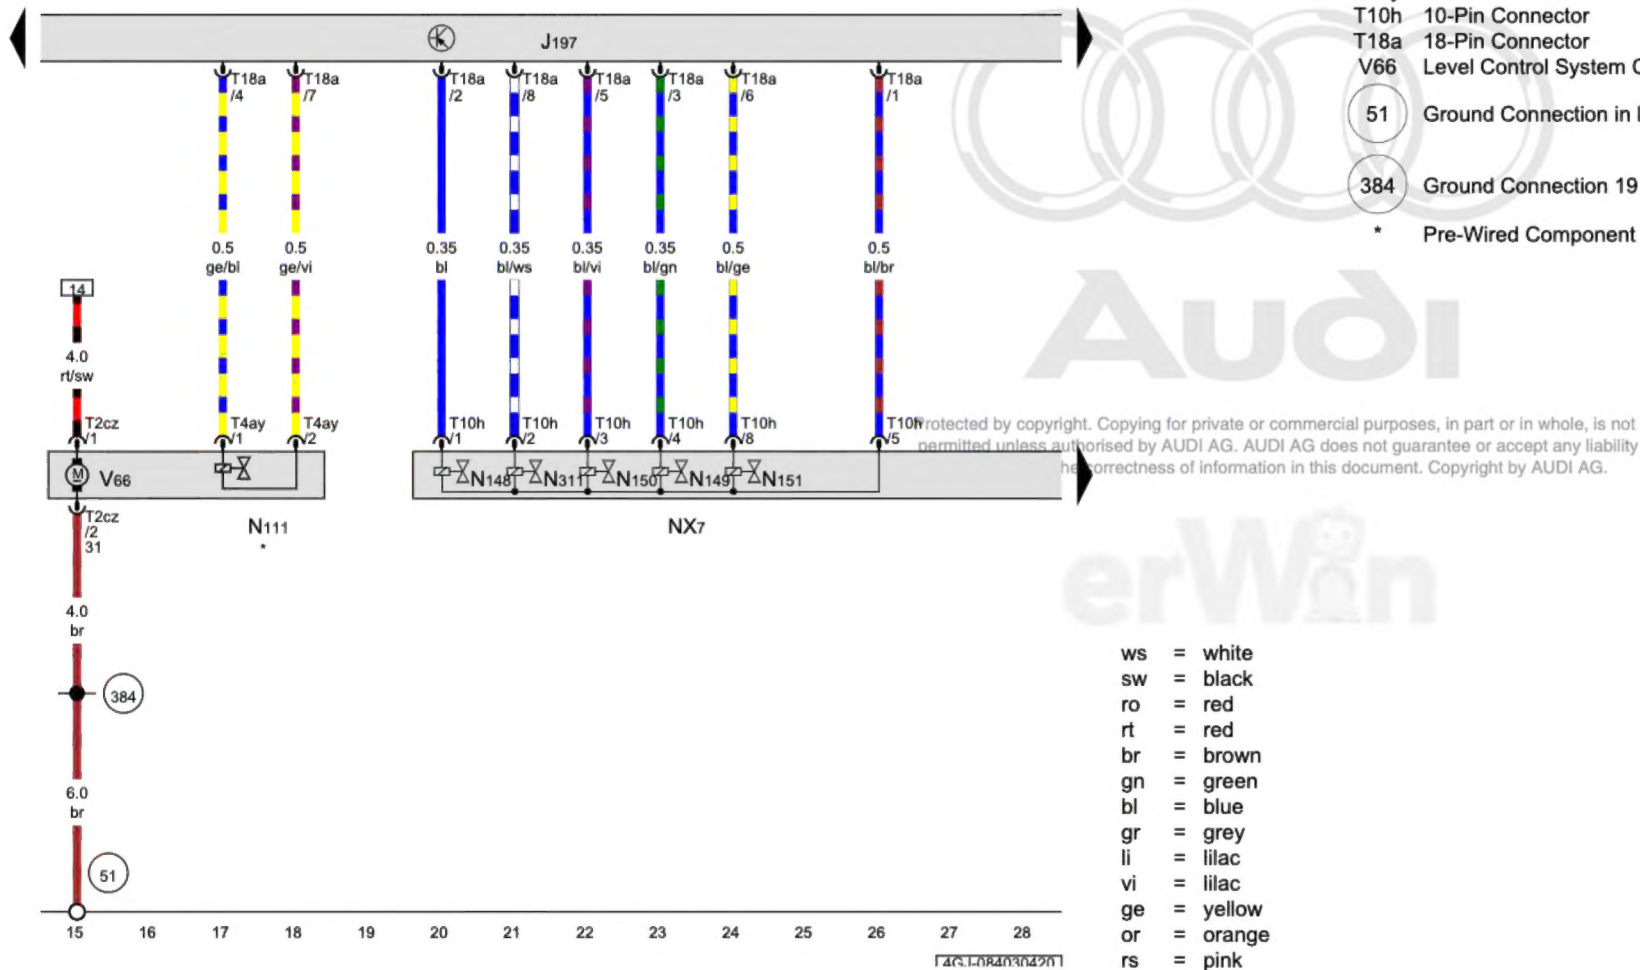 T10h 10-Pin Connector
T18a 18-Pin Connector
V66 Level Control System
51 Ground Connection in
384 Ground Connection 19
* Pre-Wired Component
J197
T18a /4
T18a /7
T18a /2
T18a /8
T18a /5
T18a /3
T18a /6
T18a /1
0.5 ge/bl
0.5 ge/vi
0.35 bl
0.35 bl/ws
0.35 bl/vi
0.35 bl/gn
0.5 bl/ge
0.5 bl/br
14
4.0 rt/sw
T2cz /1
T4ay /1
T4ay /2
T10h /1
T10h /2
T10h /3
T10h /4
T10h /8
T10h /5
M V66
N148 N311 N150 N149 N151
T2cz /2 31
N111
*
NX7
4.0 br
384
6.0 br
51
15 16 17 18 19 20 21 22 23 24 25 26 27 28
4GJ-084030420
Audi
Protected by copyright. Copying for private or commercial purposes, in part or in whole, is not
permitted unless authorised by AUDI AG. AUDI AG does not guarantee or accept any liability
correctness of information in this document. Copyright by AUDI AG.
erWin
ws = white
sw = black
ro = red
rt = red
br = brown
gn = green
bl = blue
gr = grey
li = lilac
vi = lilac
ge = yellow
or = orange
rs = pink